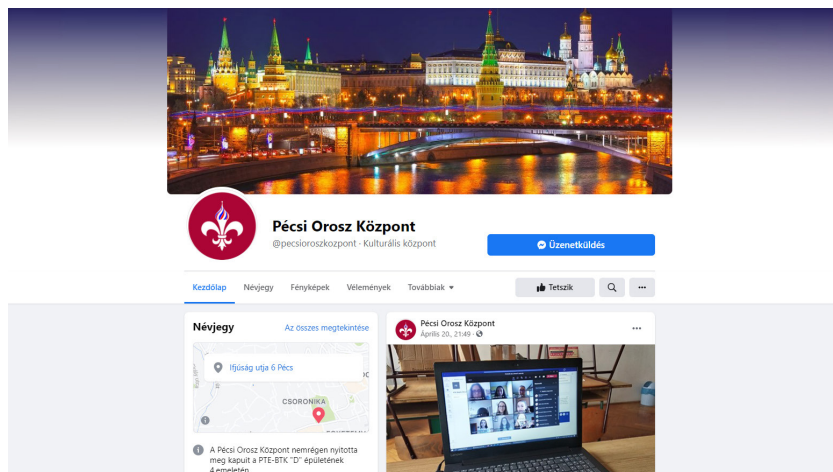 Pécsi Orosz Központ
@pecsioroszkozpont · Kulturális központ
Üzenetküldés
Kezdőlap Névjegy Fényképek Vélemények Továbbiak
Tetszik
Névjegy Az összes megtekintése
Ifjúság utja 6 Pécs
CSORONIKA
A Pécsi Orosz Központ nemrégen nyitotta
meg kapuit a PTE-BTK "D" épületének
4.emeletén
Pécsi Orosz Központ
Április 20., 21:49 ·